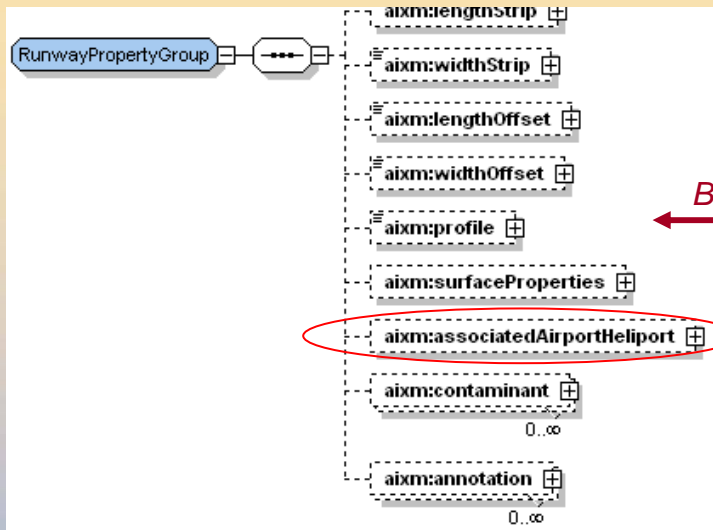 aixm:lengthStrip
RunwayPropertyGroup
aixm:widthStrip
aixm:lengthOffset
aixm:widthOffset
B
aixm:profile
aixm:surfaceProperties
aixm:associatedAirportHeliport
aixm:contaminant
0..∞
aixm:annotation
0..∞